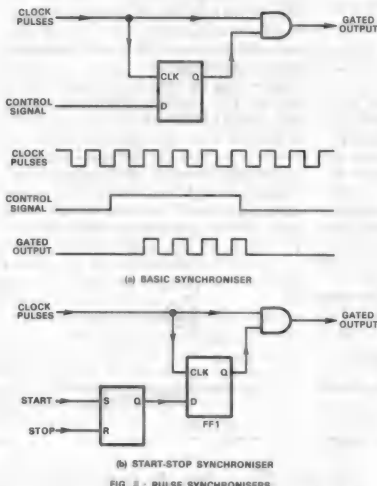 CLOCK
PULSES
GATED
OUTPUT
CLK Q
CONTROL
SIGNAL
D
CLOCK
PULSES
CONTROL
SIGNAL
GATED
OUTPUT
(a) BASIC SYNCHRONISER
CLOCK
PULSES
GATED
OUTPUT
CLK Q
START
S Q
D
FF1
STOP
R
(b) START-STOP SYNCHRONISER
FIG. - PULSE SYNCHRONISERS